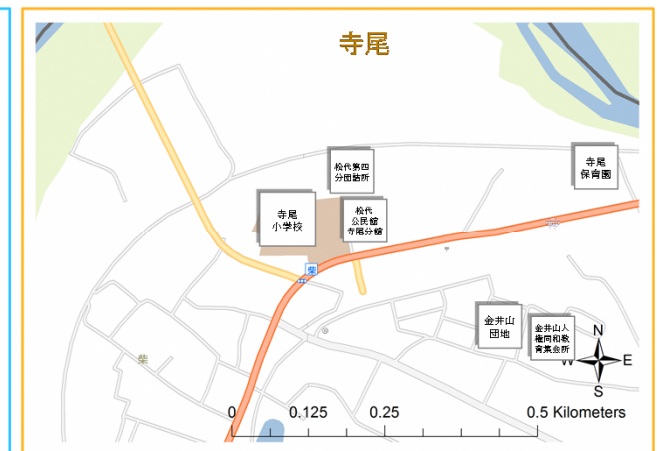 寺尾
松代第四
分団詰所
寺尾
保育園
寺尾
小学校
松代
公民館
寺尾分館
柴
金井山
団地
金井山人
権同和教
育集会所
柴
N
W
E
S
0
0.125
0.25
0.5 Kilometers